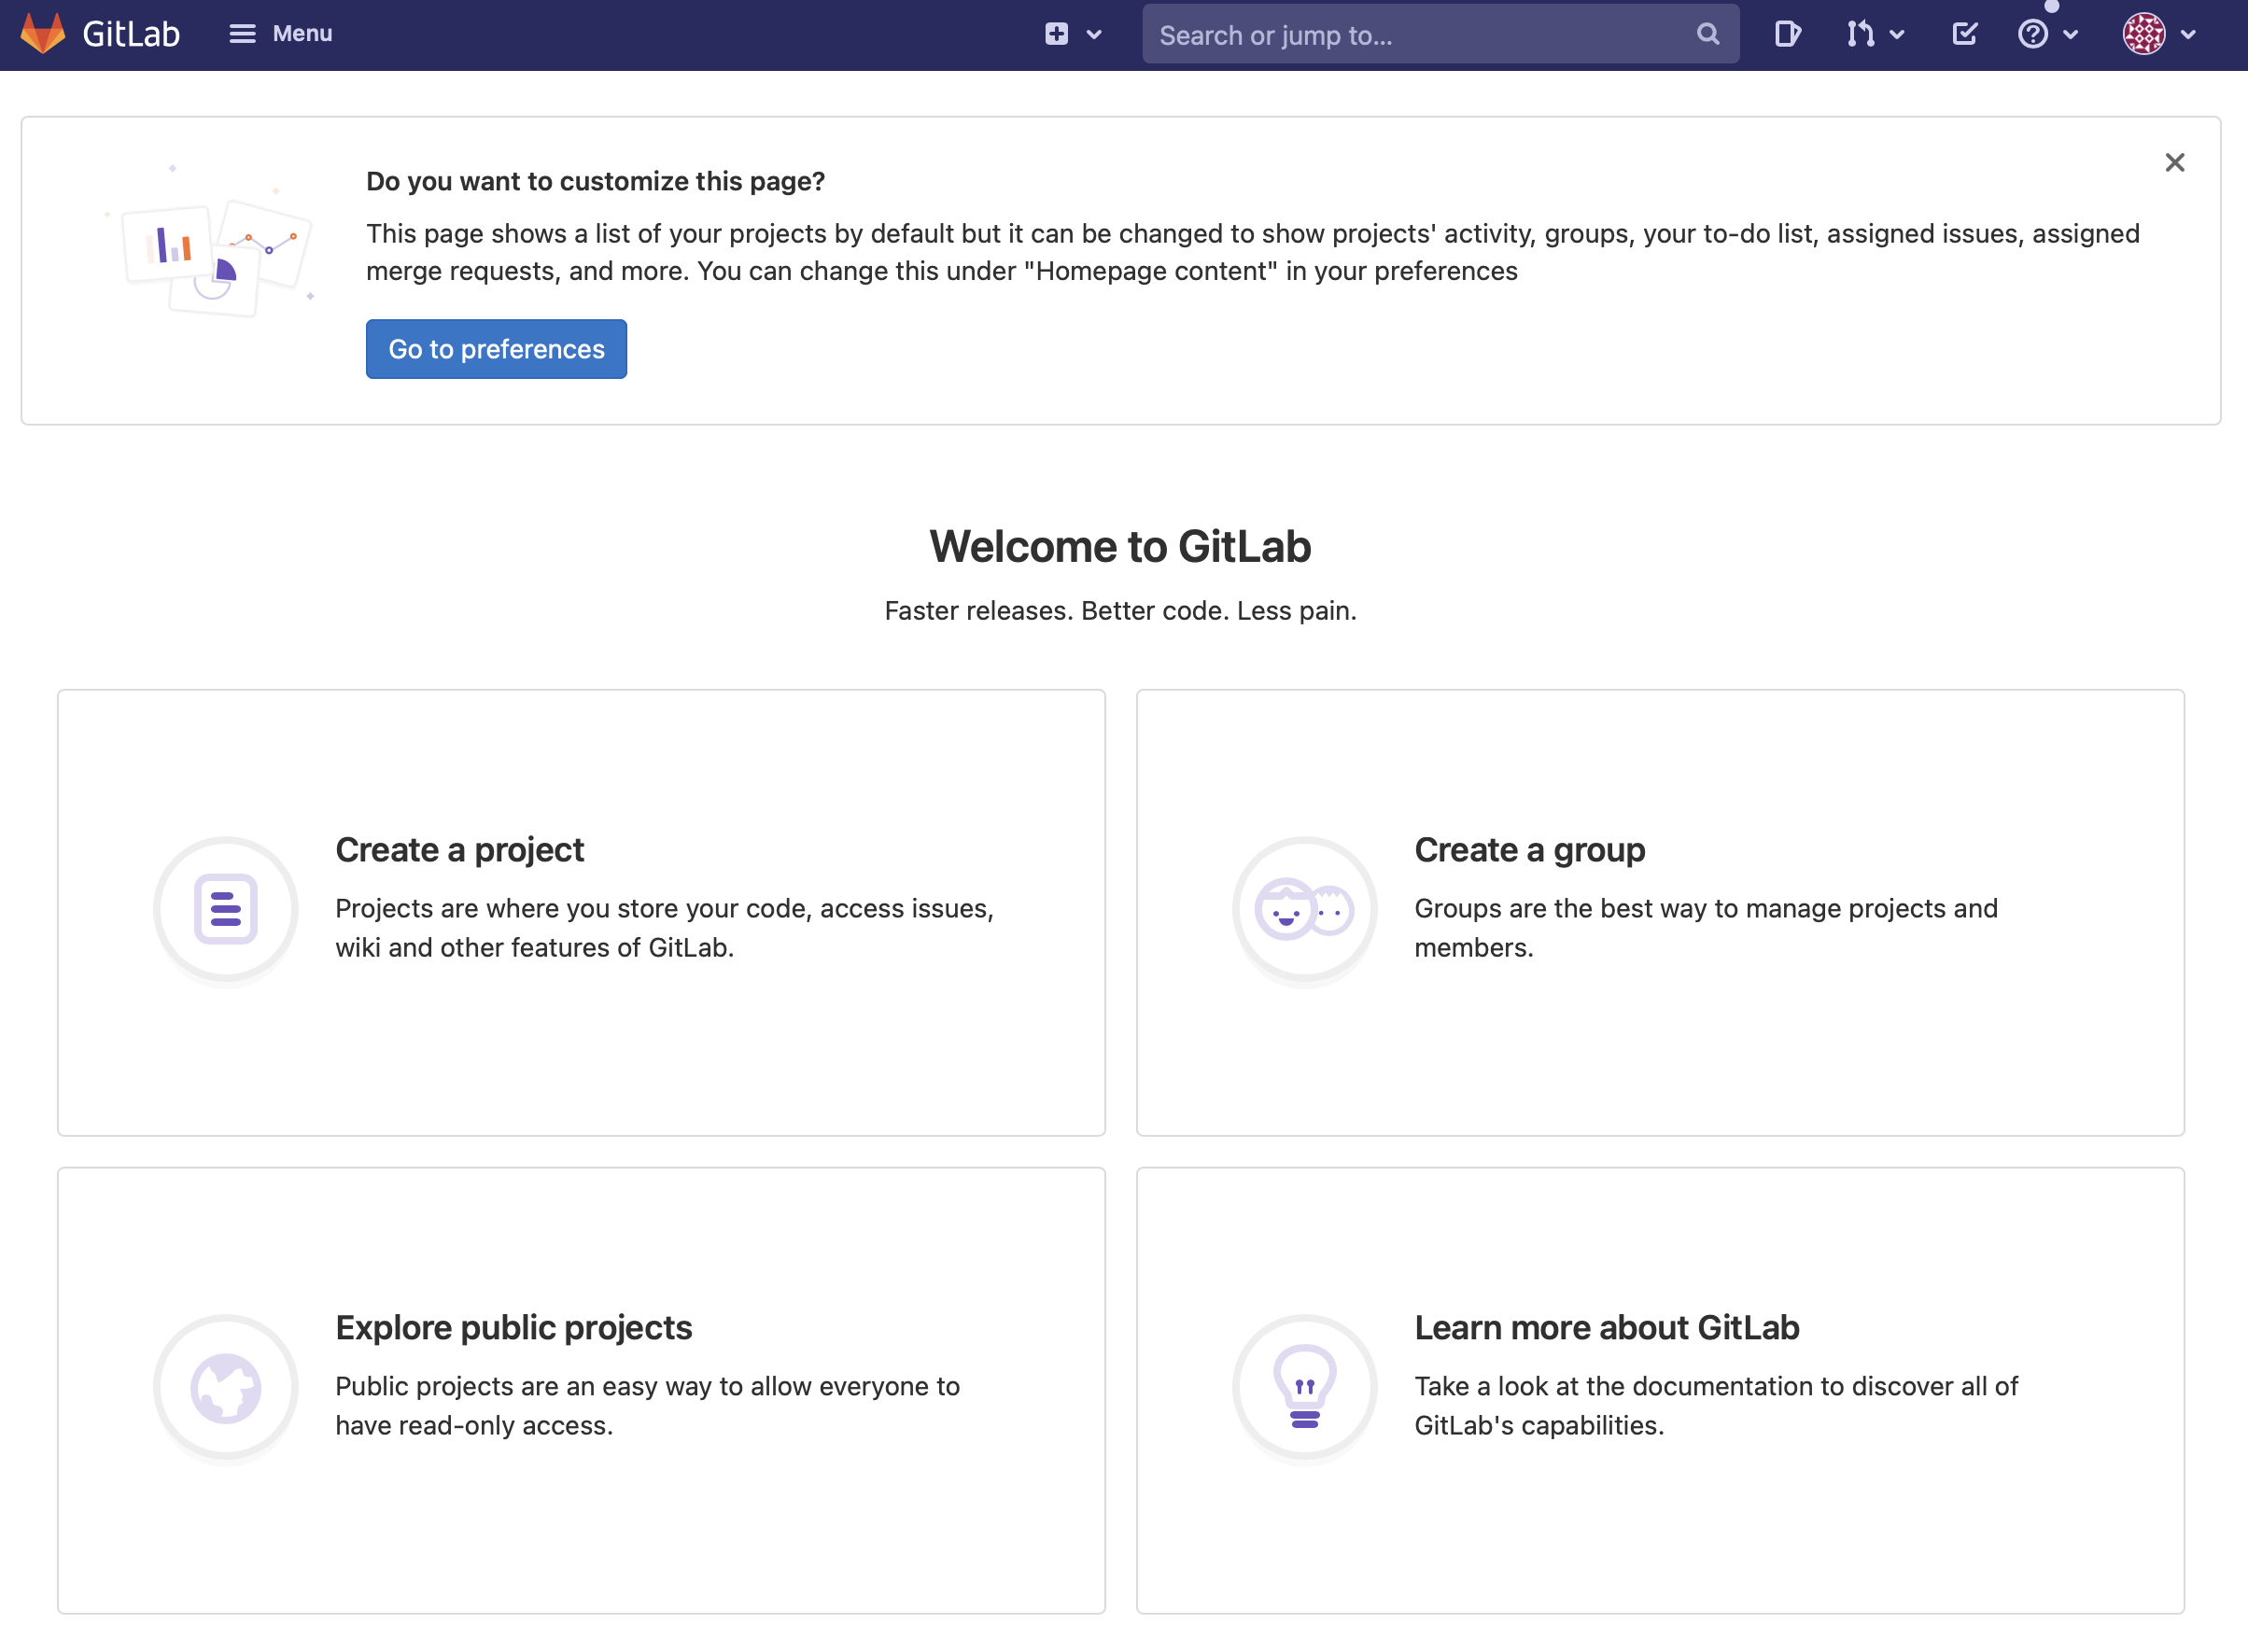 GitLab
Menu
Search or jump to...
Do you want to customize this page?
This page shows a list of your projects by default but it can be changed to show projects' activity, groups, your to-do list, assigned issues, assigned
merge requests, and more. You can change this under "Homepage content" in your preferences
Go to preferences
Welcome to GitLab
Faster releases. Better code. Less pain.
Create a project
Projects are where you store your code, access issues,
wiki and other features of GitLab.
Create a group
Groups are the best way to manage projects and
members.
Explore public projects
Public projects are an easy way to allow everyone to
have read-only access.
Learn more about GitLab
Take a look at the documentation to discover all of
GitLab's capabilities.